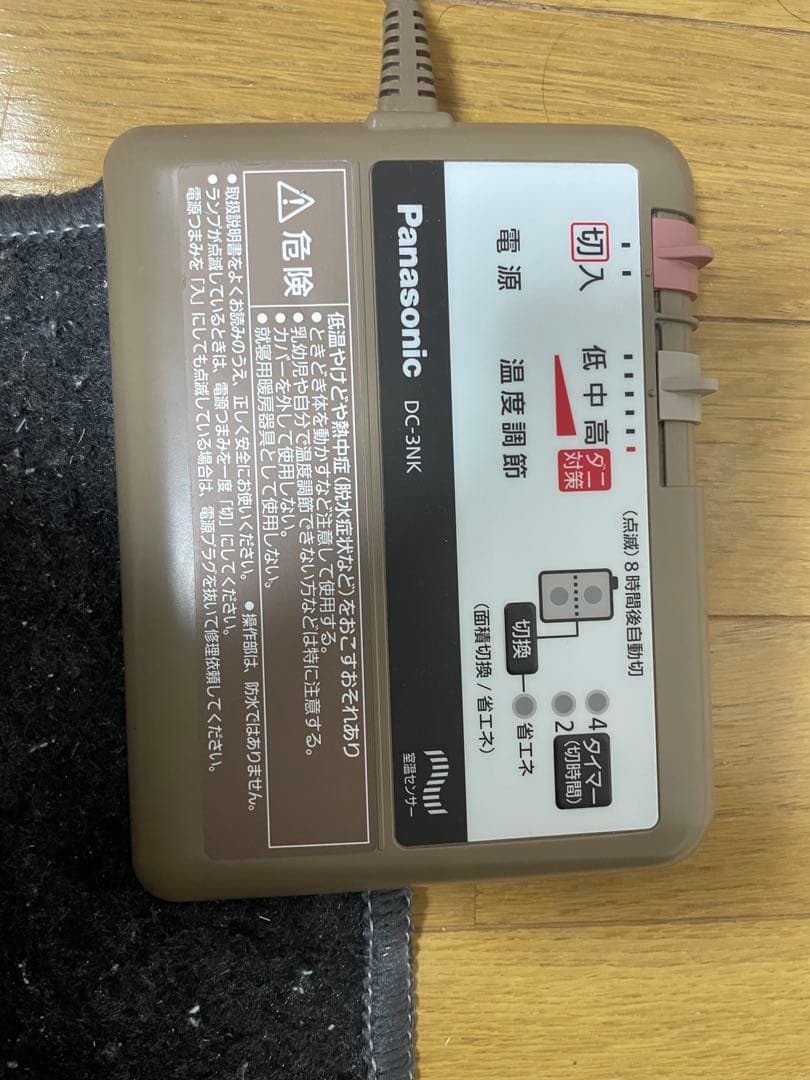 切 入
電源
低 中 高
ダニ
対策
温度調節
(点滅) 8時間後自動切
切換
(面積切換 / 省エネ)
省エネ
4
2
タイマー
(切時間)
Panasonic DC-3NK
室温センサー
危険
低温やけどや熱中症(脱水症状など)をおこすおそれあり
●ときどき体を動かすなど注意して使用する。
●乳幼児や自分で温度調節できない方などは特に注意する。
●カバーを外して使用しない。
●就寝用暖房器具として使用しない。
●取扱説明書をよくお読みのうえ、正しく安全にお使いください。 ●操作部は、防水ではありません。
●ランプが点滅しているときは、電源つまみを一度「切」にしてください。
電源つまみを「入」にしても点滅している場合は、電源プラグを抜いて修理依頼してください。